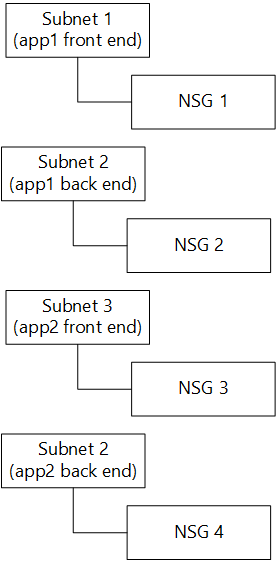 Subnet 1
(app1 front end)
NSG 1
Subnet 2
(app1 back end)
NSG 2
Subnet 3
(app2 front end)
NSG 3
Subnet 2
(app2 back end)
NSG 4